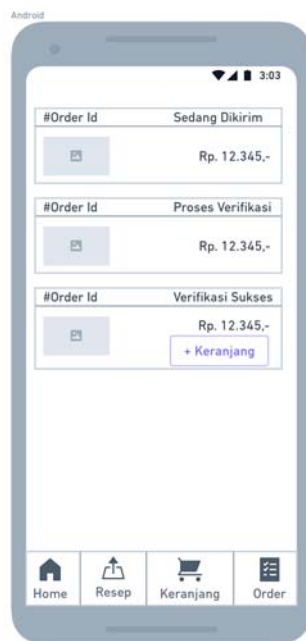 Android
3:03
#Order Id Sedang Dikirim
Rp. 12.345,-
#Order Id Proses Verifikasi
Rp. 12.345,-
#Order Id Verifikasi Sukses
Rp. 12.345,-
+ Keranjang
Home Resep Keranjang Order